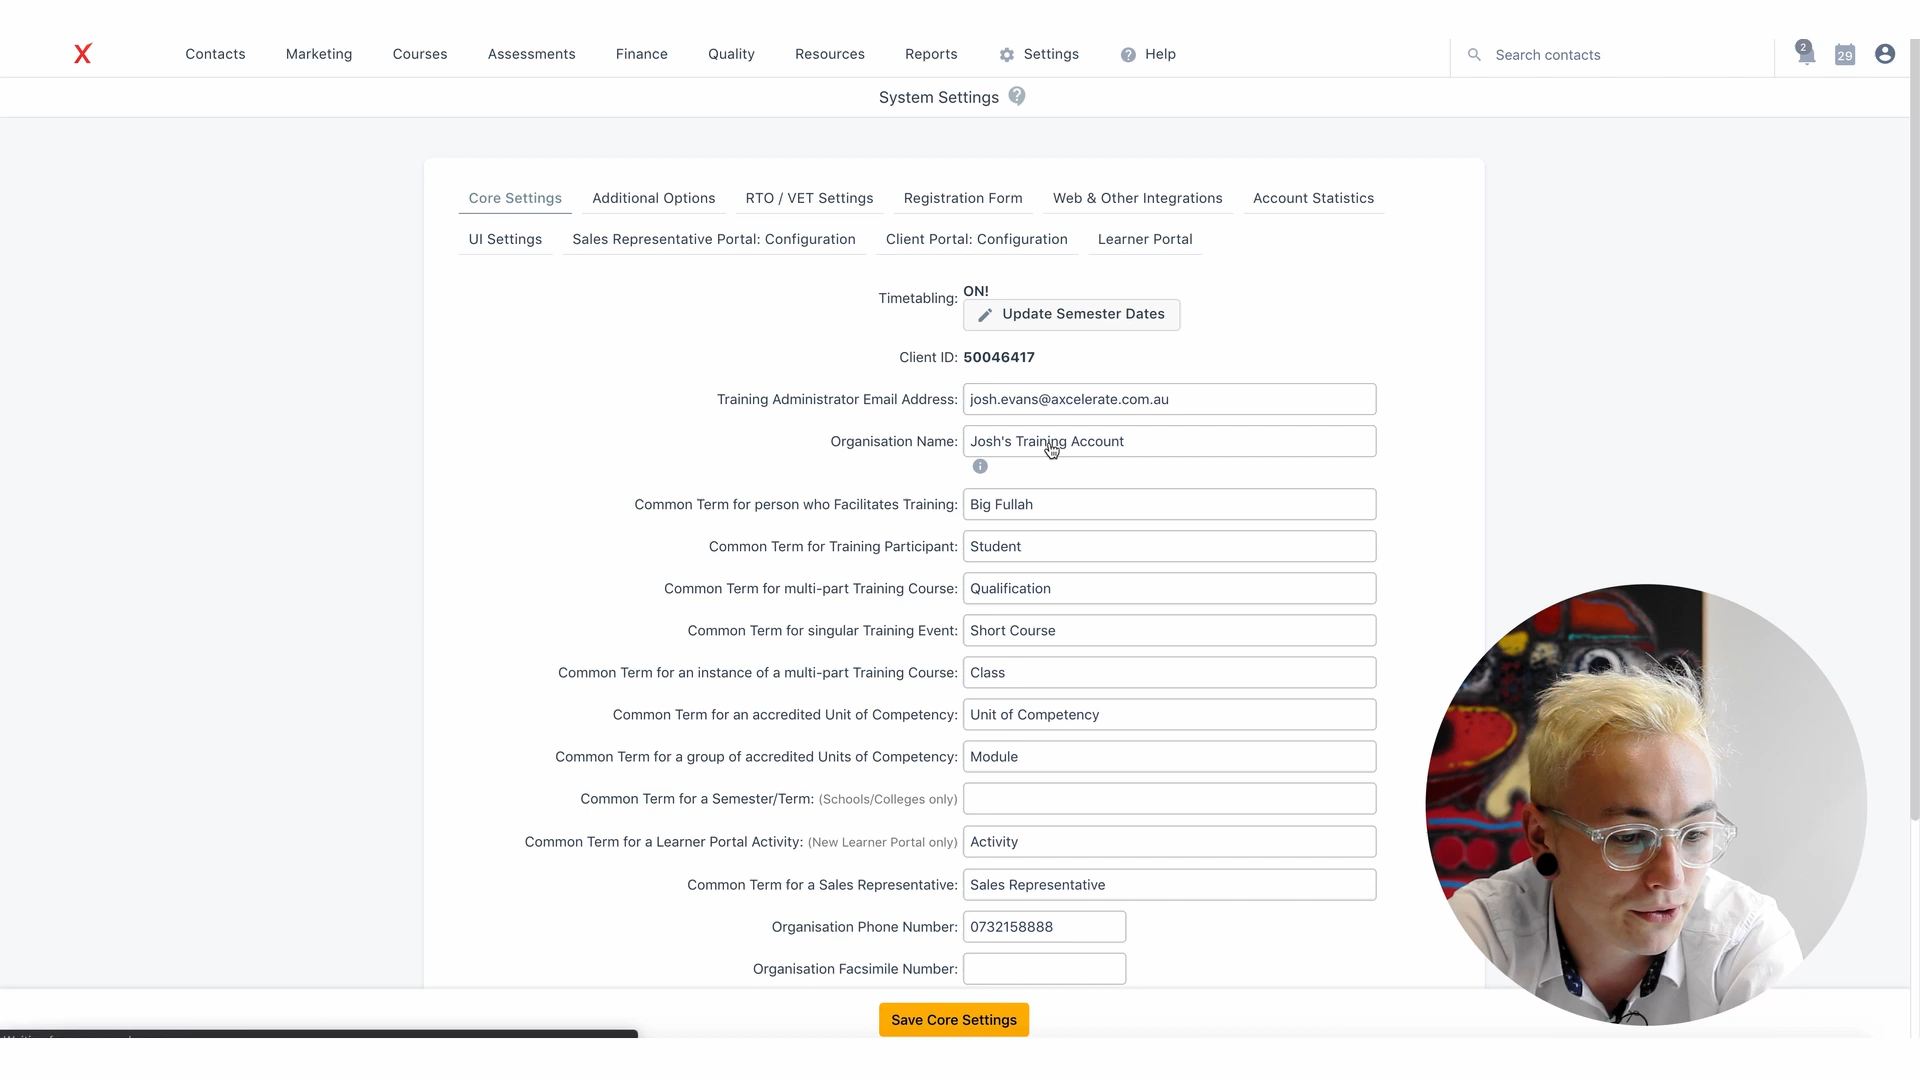 X Contacts Marketing Courses Assessments Finance Quality Resources Reports Settings Help Search contacts 2 29
System Settings
Core Settings Additional Options RTO / VET Settings Registration Form Web & Other Integrations Account Statistics
UI Settings Sales Representative Portal: Configuration Client Portal: Configuration Learner Portal
Timetabling: ON!
Update Semester Dates
Client ID: 50046417
Training Administrator Email Address: josh.evans@axcelerate.com.au
Organisation Name: Josh's Training Account
Common Term for person who Facilitates Training: Big Fullah
Common Term for Training Participant: Student
Common Term for multi-part Training Course: Qualification
Common Term for singular Training Event: Short Course
Common Term for an instance of a multi-part Training Course: Class
Common Term for an accredited Unit of Competency: Unit of Competency
Common Term for a group of accredited Units of Competency: Module
Common Term for a Semester/Term: (Schools/Colleges only)
Common Term for a Learner Portal Activity: (New Learner Portal only) Activity
Common Term for a Sales Representative: Sales Representative
Organisation Phone Number: 0732158888
Organisation Facsimile Number:
Save Core Settings